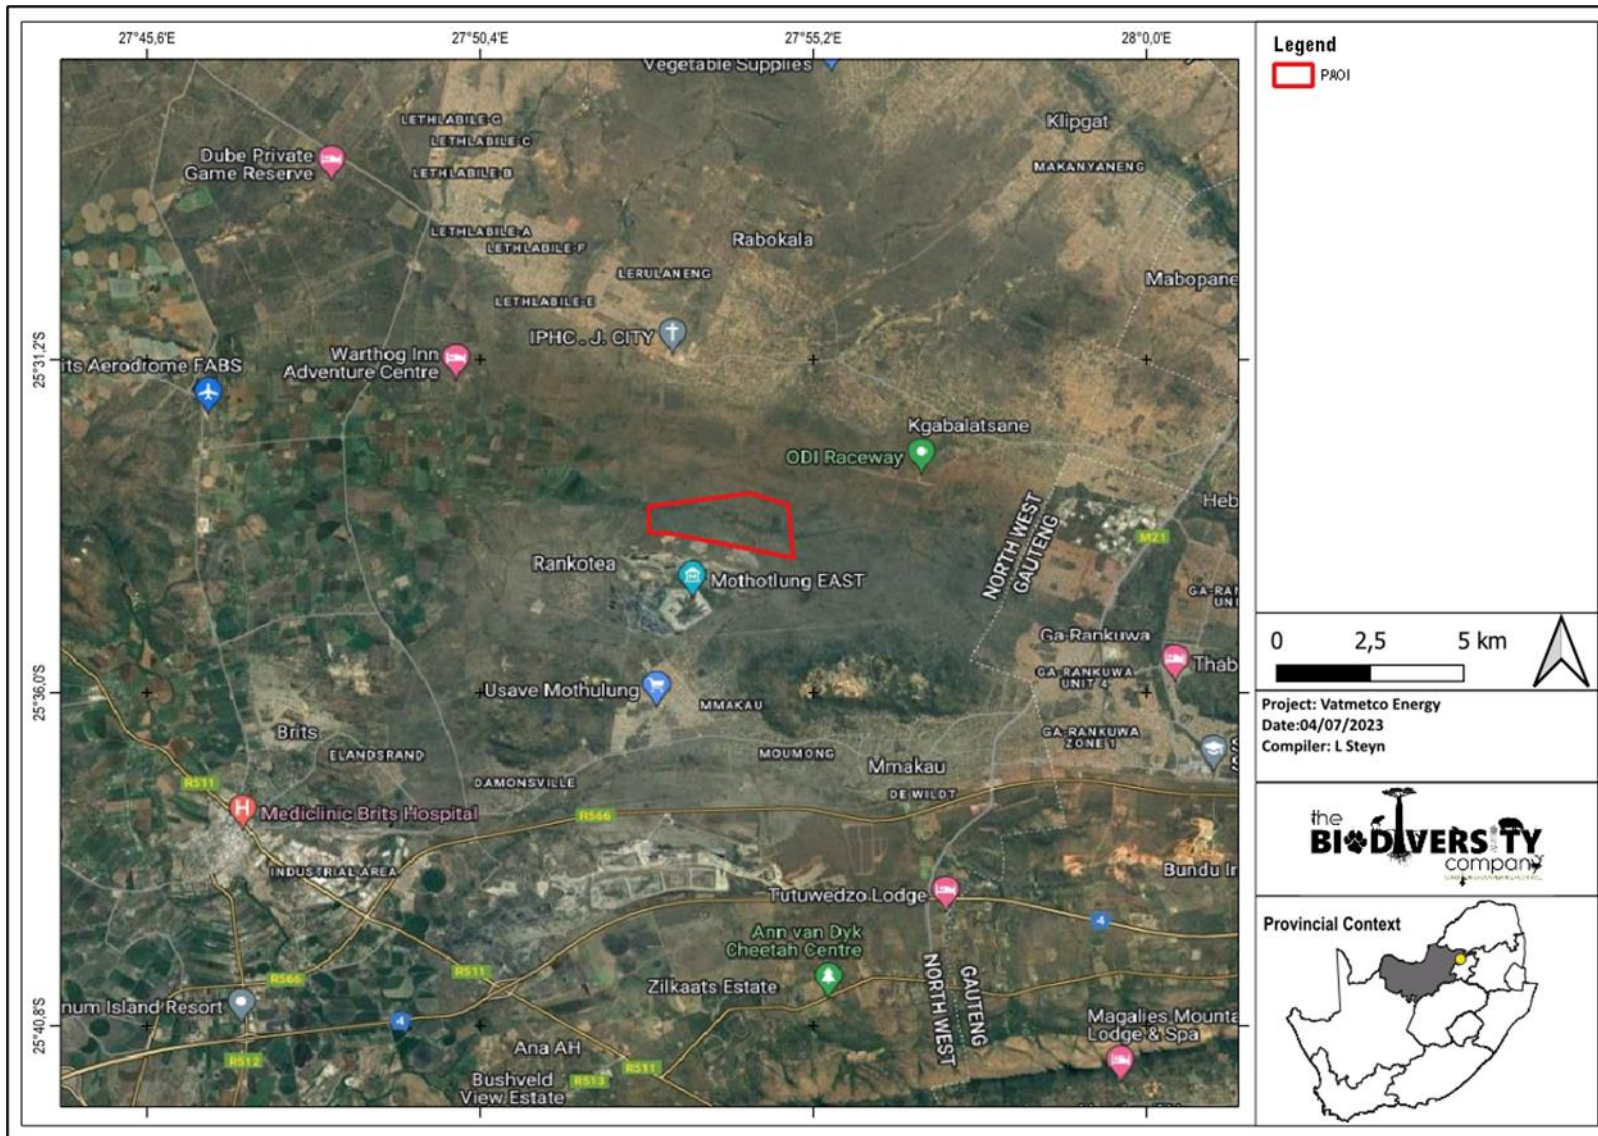 27°45,6'E
27°50,4'E
27°55,2'E
28°0,0'E
25°31,2'S
25°36,0'S
25°40,8'S
Vegetable Supplies
LETHLABILE-G
LETHLABILE-C
LETHLABILE-B
Klipgat
MAKANYANENG
Dube Private
Game Reserve
LETHLABILE-A
LETHLABILE-F
Rabokala
LERULANENG
Mabopane
LETHLABILE-E
IPHC . J. CITY
Warthog Inn
Adventure Centre
its Aerodrome FABS
Kgabalatsane
ODI Raceway
Heb
NORTH WEST
GAUTENG
M21
Rankotea
Mothotlung EAST
GA-RAN
UNI
Ga-Rankuwa
GA-RANKUWA
UNIT 4
Thab
Usave Mothulung
MMAKAU
Brits
ELANDSRAND
MOUMONG
GA-RANKUWA
ZONE 1
S
S
Mmakau
R511
DAMONSVILLE
DE WILDT
Mediclinic Brits Hospital
R566
INDUSTRIAL AREA
Bundu In
Tutuwedzo Lodge
4
Ann van Dyk
Cheetah Centre
R566
R511
Zilkaats Estate
NORTH WEST
GAUTENG
num Island Resort
4
Magalies Mounta
Lodge & Spa
R512
Ana AH
R511
Bushveld
View Estate
R513
Legend
PAOI
0 2,5 5 km
Project: Vatmetco Energy
Date:04/07/2023
Compiler: L Steyn
the
BIODIVERSITY
company
Provincial Context